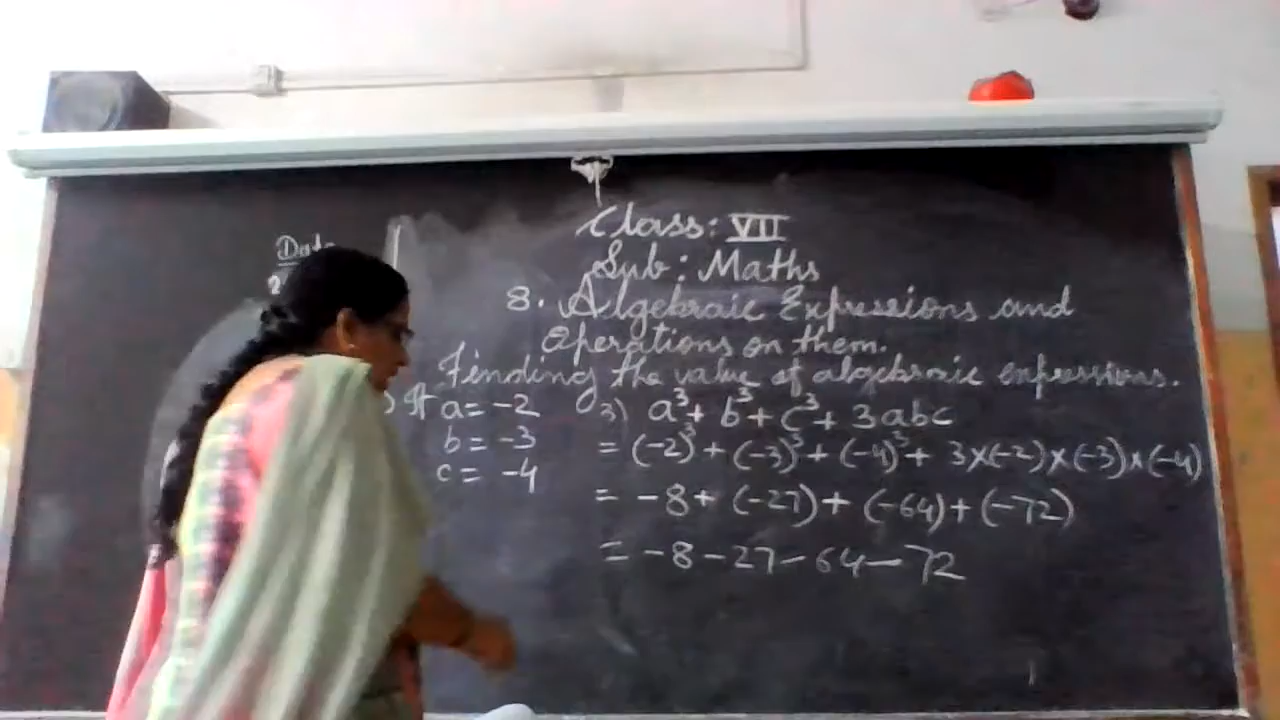 Class: VII
Sub: Maths
8. Algebraic Expressions and
Operations on them.
Finding the value of algebraic expressions.
If a = -2
b = -3
c = -4
3) a³ + b³ + c³ + 3abc
= (-2)³ + (-3)³ + (-4)³ + 3×(-2)×(-3)×(-4)
= -8 + (-27) + (-64) + (-72)
= -8 - 27 - 64 - 72